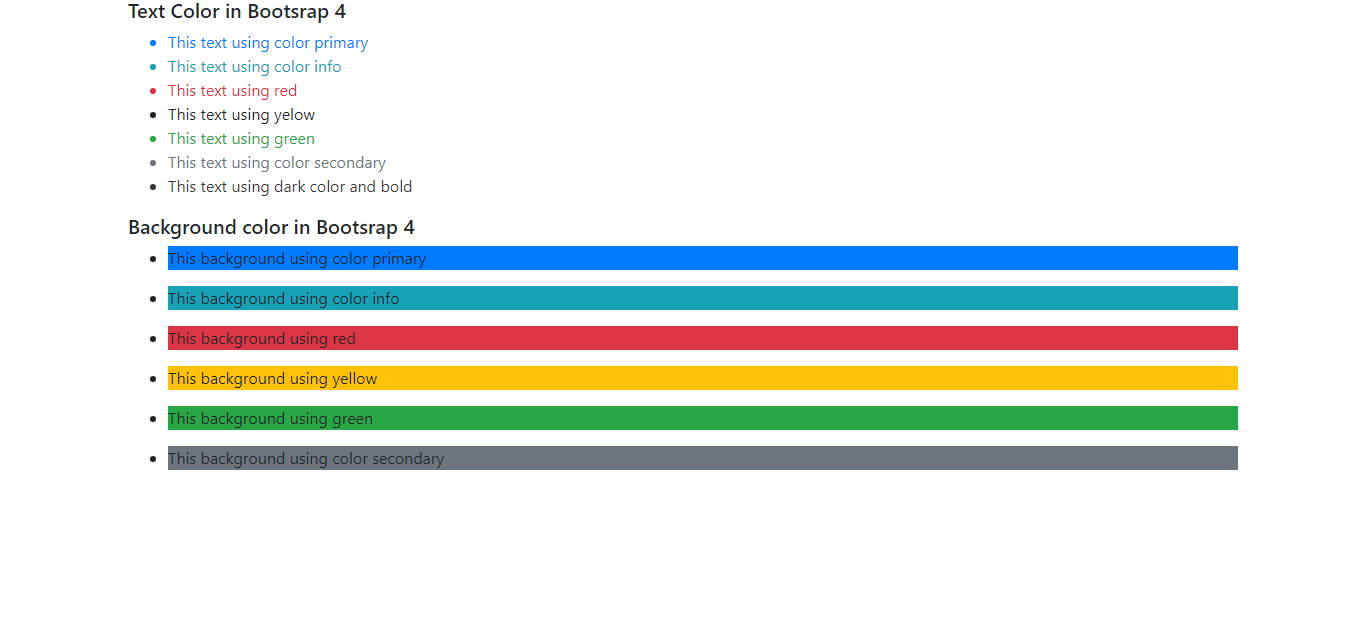 Text Color in Bootsrap 4
This text using color primary
This text using color info
This text using red
This text using yelow
This text using green
This text using color secondary
This text using dark color and bold
Background color in Bootsrap 4
This background using color primary
This background using color info
This background using red
This background using yellow
This background using green
This background using color secondary